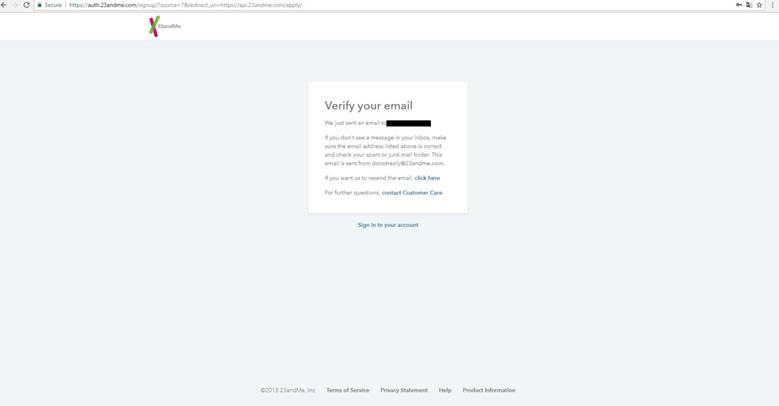 Secure https://auth.23andme.com/signup/?source=7&redirect_uri=https://api.23andme.com/apply/
23andMe
Verify your email
We just sent an email to
If you don't see a message in your inbox, make
sure the email address listed above is correct
and check your spam or junk mail folder. This
email is sent from donotreply@23andme.com.
If you want us to resend the email, click here
For further questions, contact Customer Care.
Sign in to your account
©2018 23andMe, Inc Terms of Service Privacy Statement Help Product Information